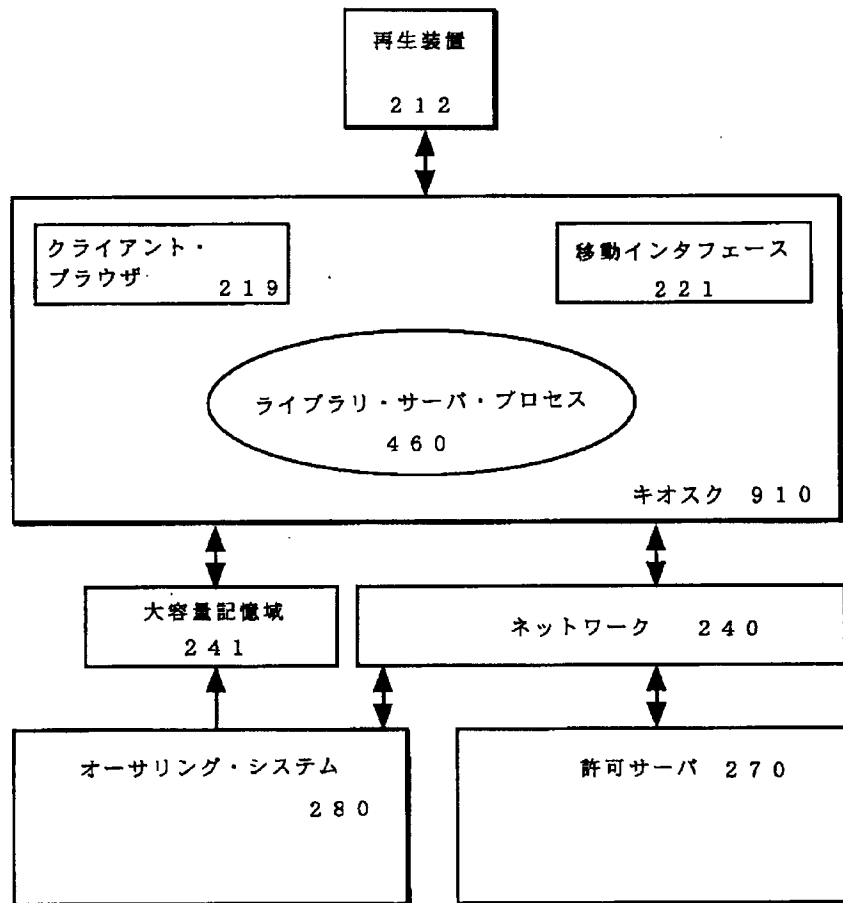 再生装置
212
クライアント・
ブラウザ 219
移動インタフェース
221
ライブラリ・サーバ・プロセス
460
キオスク 910
大容量記憶域
241
ネットワーク 240
オーサリング・システム
280
許可サーバ 270